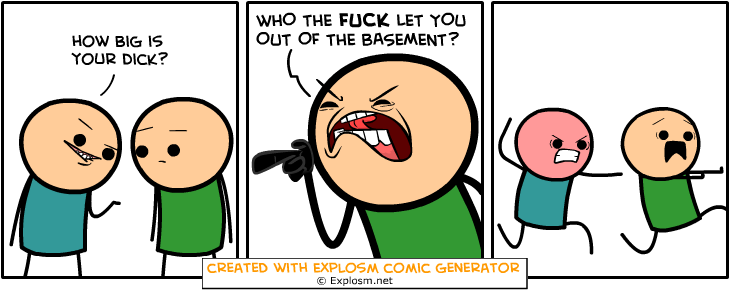 HOW BIG IS
YOUR DICK?
WHO THE FUCK LET YOU
OUT OF THE BASEMENT?
CREATED WITH EXPLOSM COMIC GENERATOR
© Explosm.net